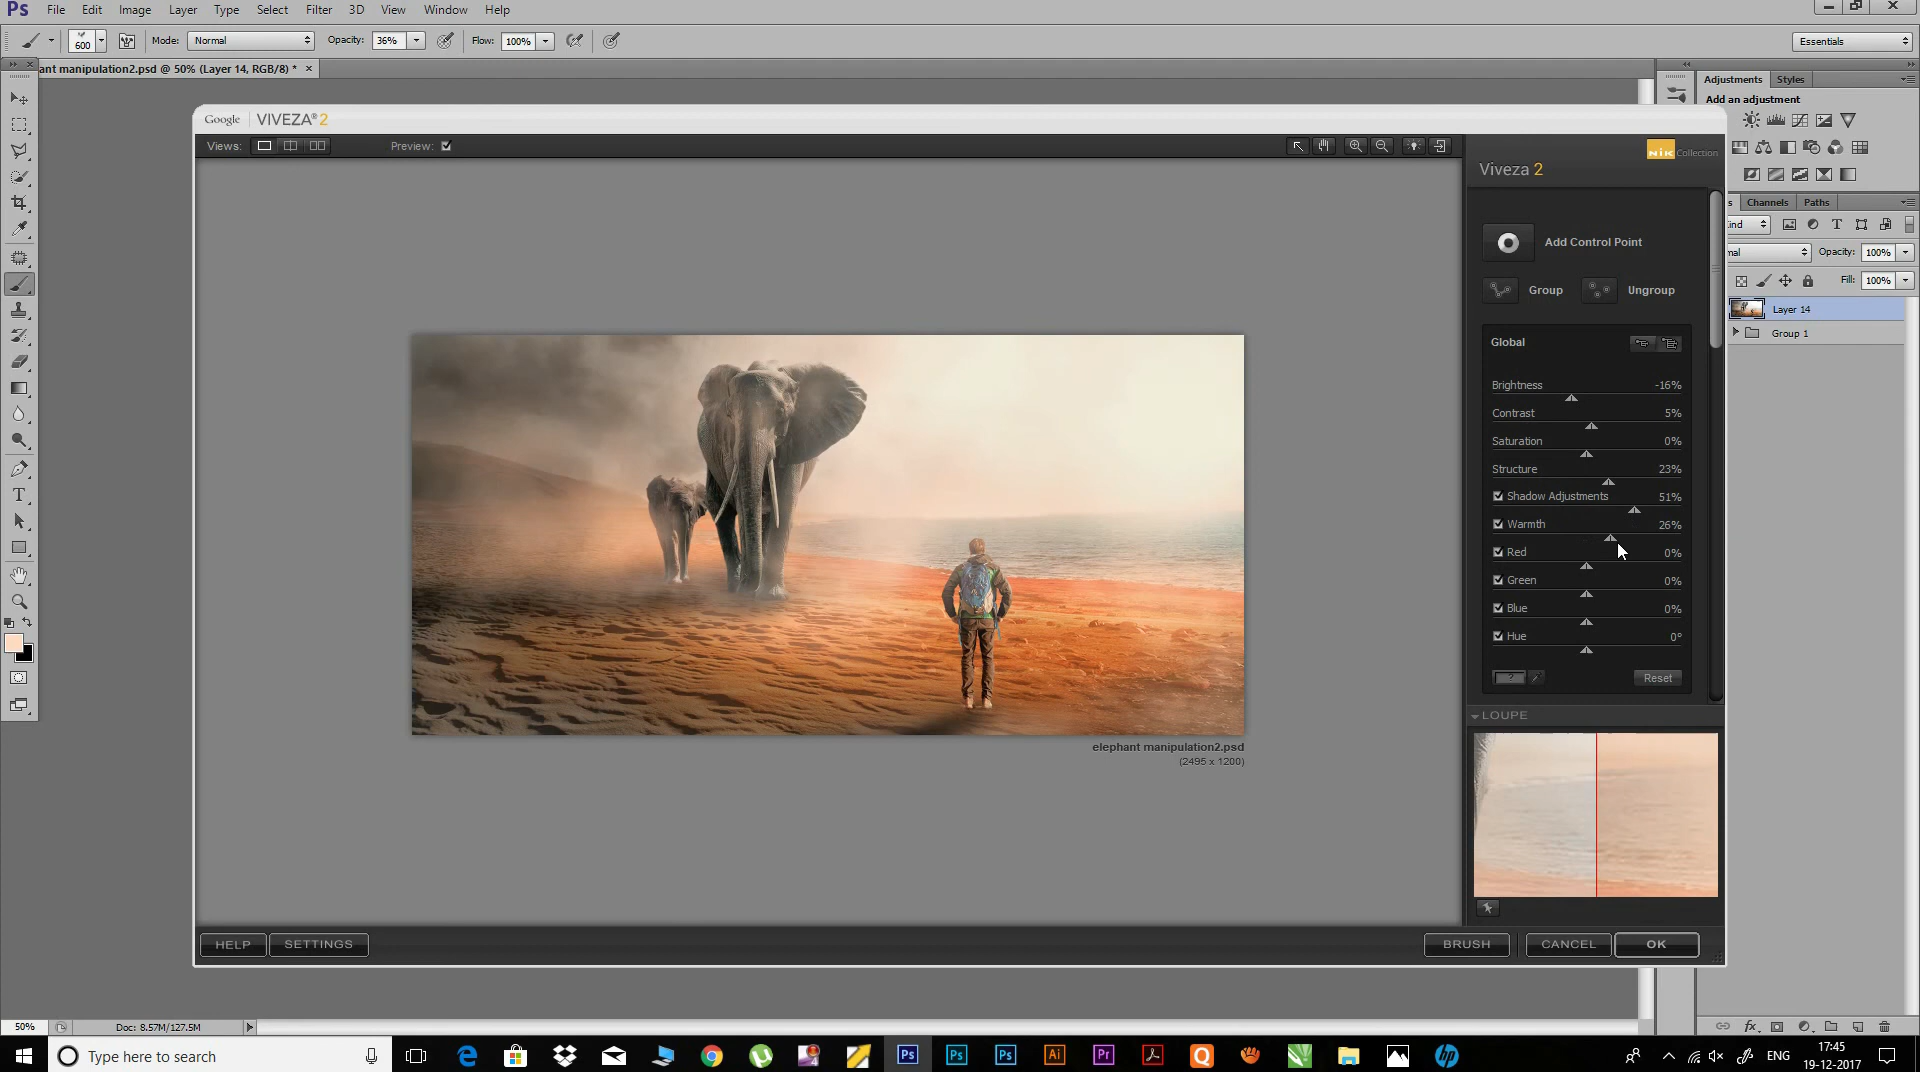 Ps File Edit Image Layer Type Select Filter 3D View Window Help
600 Mode: Normal Opacity: 36% Flow: 100% Essentials
ant manipulation2.psd @ 50% (Layer 14, RGB/8) * ×
Adjustments Styles
Add an adjustment
Google VIVEZA® 2
Views: Preview:
Nik Collection
Viveza 2
Channels Paths
ind
Add Control Point
mal Opacity: 100%
Fill: 100%
Group Ungroup
Layer 14
Group 1
Global
Brightness -16%
Contrast 5%
Saturation 0%
Structure 23%
Shadow Adjustments 51%
Warmth 26%
Red 0%
Green 0%
Blue 0%
Hue 0°
? Reset
LOUPE
elephant manipulation2.psd
(2495 x 1200)
HELP SETTINGS BRUSH CANCEL OK
50% Doc: 8.57M/127.5M
Type here to search
ENG
17:45
19-12-2017